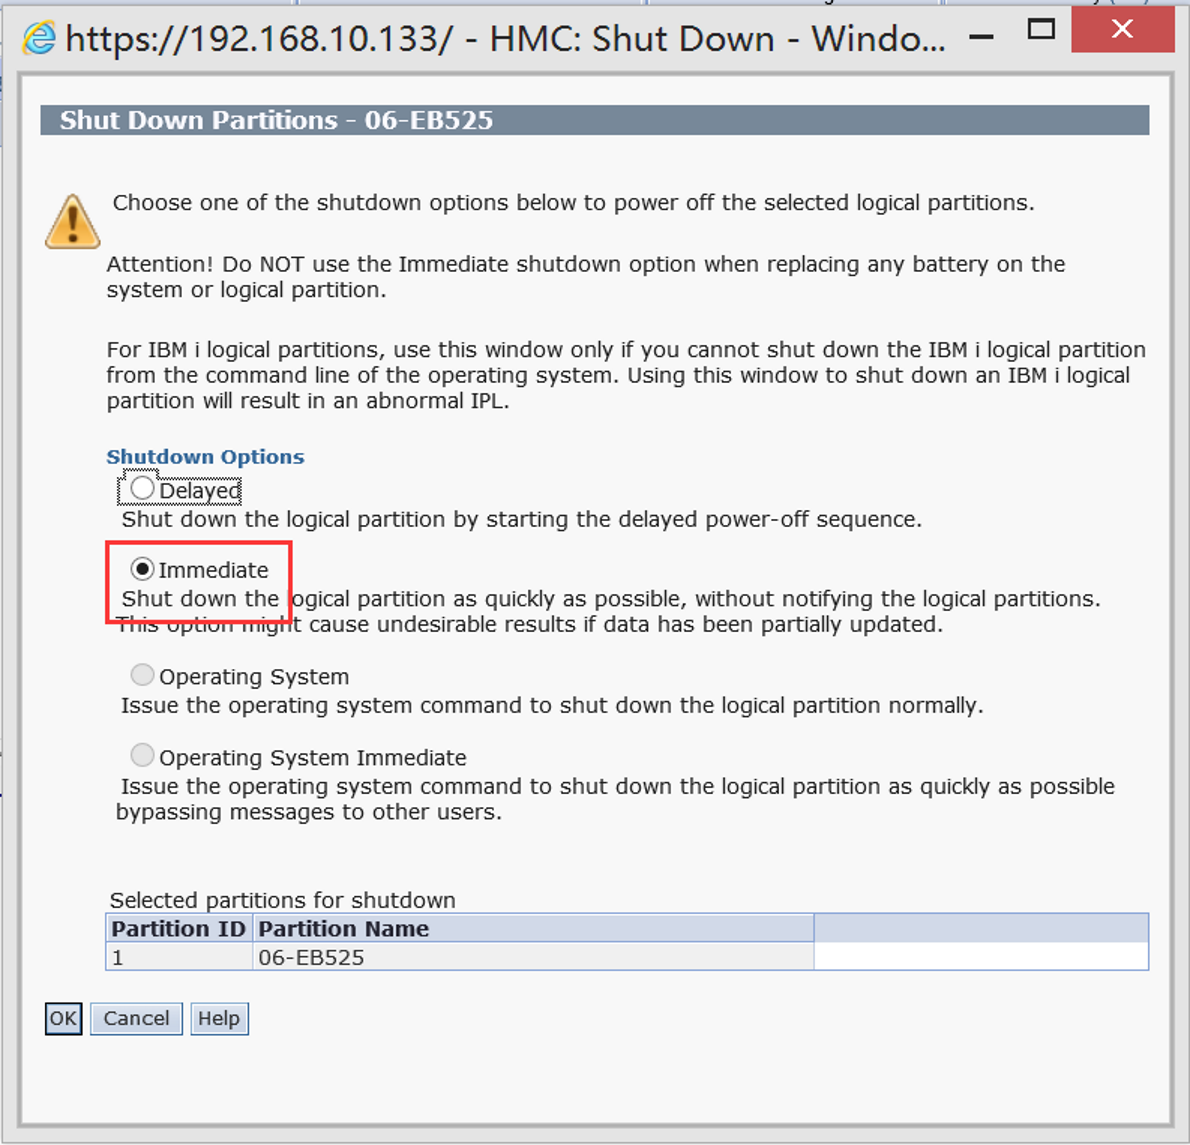 https://192.168.10.133/ - HMC: Shut Down - Windo...
Shut Down Partitions - 06-EB525
Choose one of the shutdown options below to power off the selected logical partitions.
Attention! Do NOT use the Immediate shutdown option when replacing any battery on the
system or logical partition.
For IBM i logical partitions, use this window only if you cannot shut down the IBM i logical partition
from the command line of the operating system. Using this window to shut down an IBM i logical
partition will result in an abnormal IPL.
Shutdown Options
Delayed
Shut down the logical partition by starting the delayed power-off sequence.
Immediate
Shut down the logical partition as quickly as possible, without notifying the logical partitions.
This option might cause undesirable results if data has been partially updated.
Operating System
Issue the operating system command to shut down the logical partition normally.
Operating System Immediate
Issue the operating system command to shut down the logical partition as quickly as possible
bypassing messages to other users.
Selected partitions for shutdown
Partition ID Partition Name
1 06-EB525
OK Cancel Help